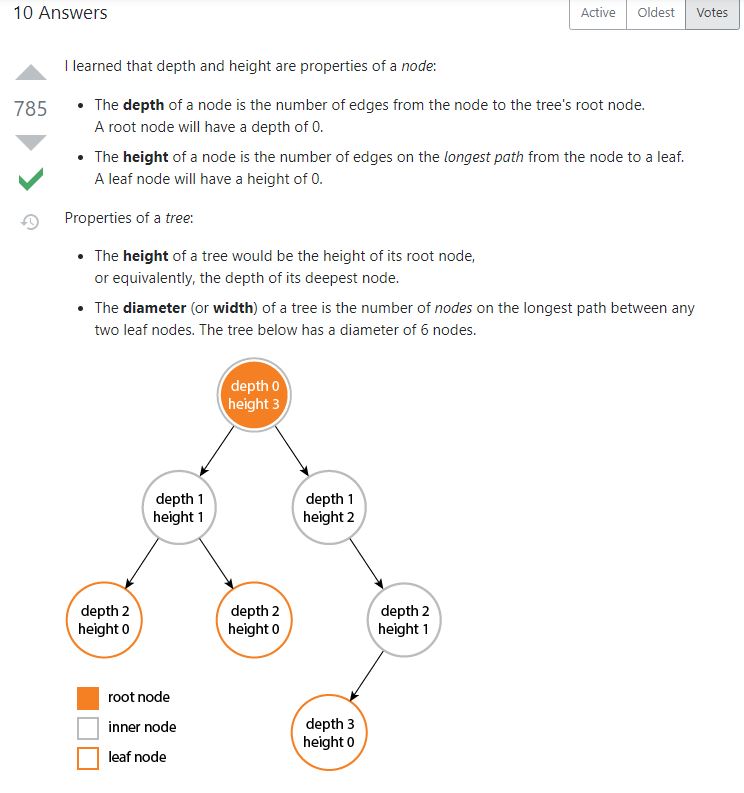 10 Answers
Active Oldest Votes
I learned that depth and height are properties of a node:
785
• The depth of a node is the number of edges from the node to the tree's root node.
A root node will have a depth of 0.
• The height of a node is the number of edges on the longest path from the node to a leaf.
A leaf node will have a height of 0.
Properties of a tree:
• The height of a tree would be the height of its root node,
or equivalently, the depth of its deepest node.
• The diameter (or width) of a tree is the number of nodes on the longest path between any
two leaf nodes. The tree below has a diameter of 6 nodes.
depth 0
height 3
depth 1
height 1
depth 1
height 2
depth 2
height 0
depth 2
height 0
depth 2
height 1
depth 3
height 0
root node
inner node
leaf node